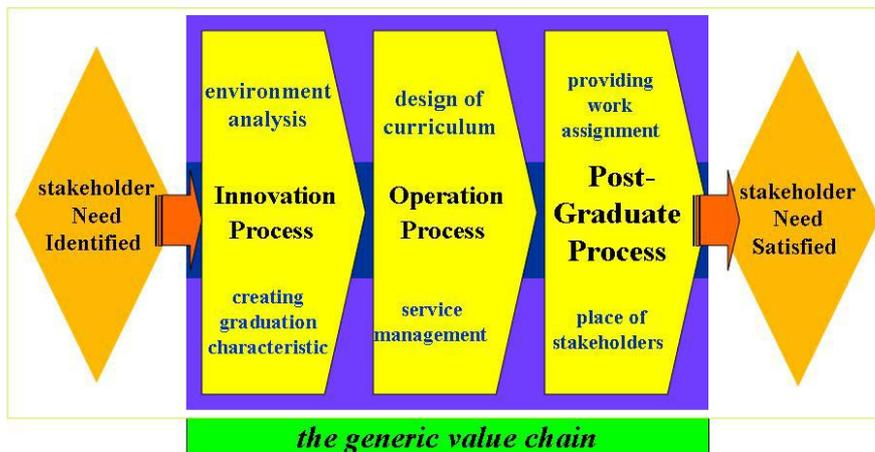 stakeholder
Need
Identified
environment
analysis
Innovation
Process
creating
graduation
characteristic
design of
curriculum
Operation
Process
service
management
providing
work
assignment
Post-
Graduate
Process
place of
stakeholders
stakeholder
Need
Satisfied
the generic value chain